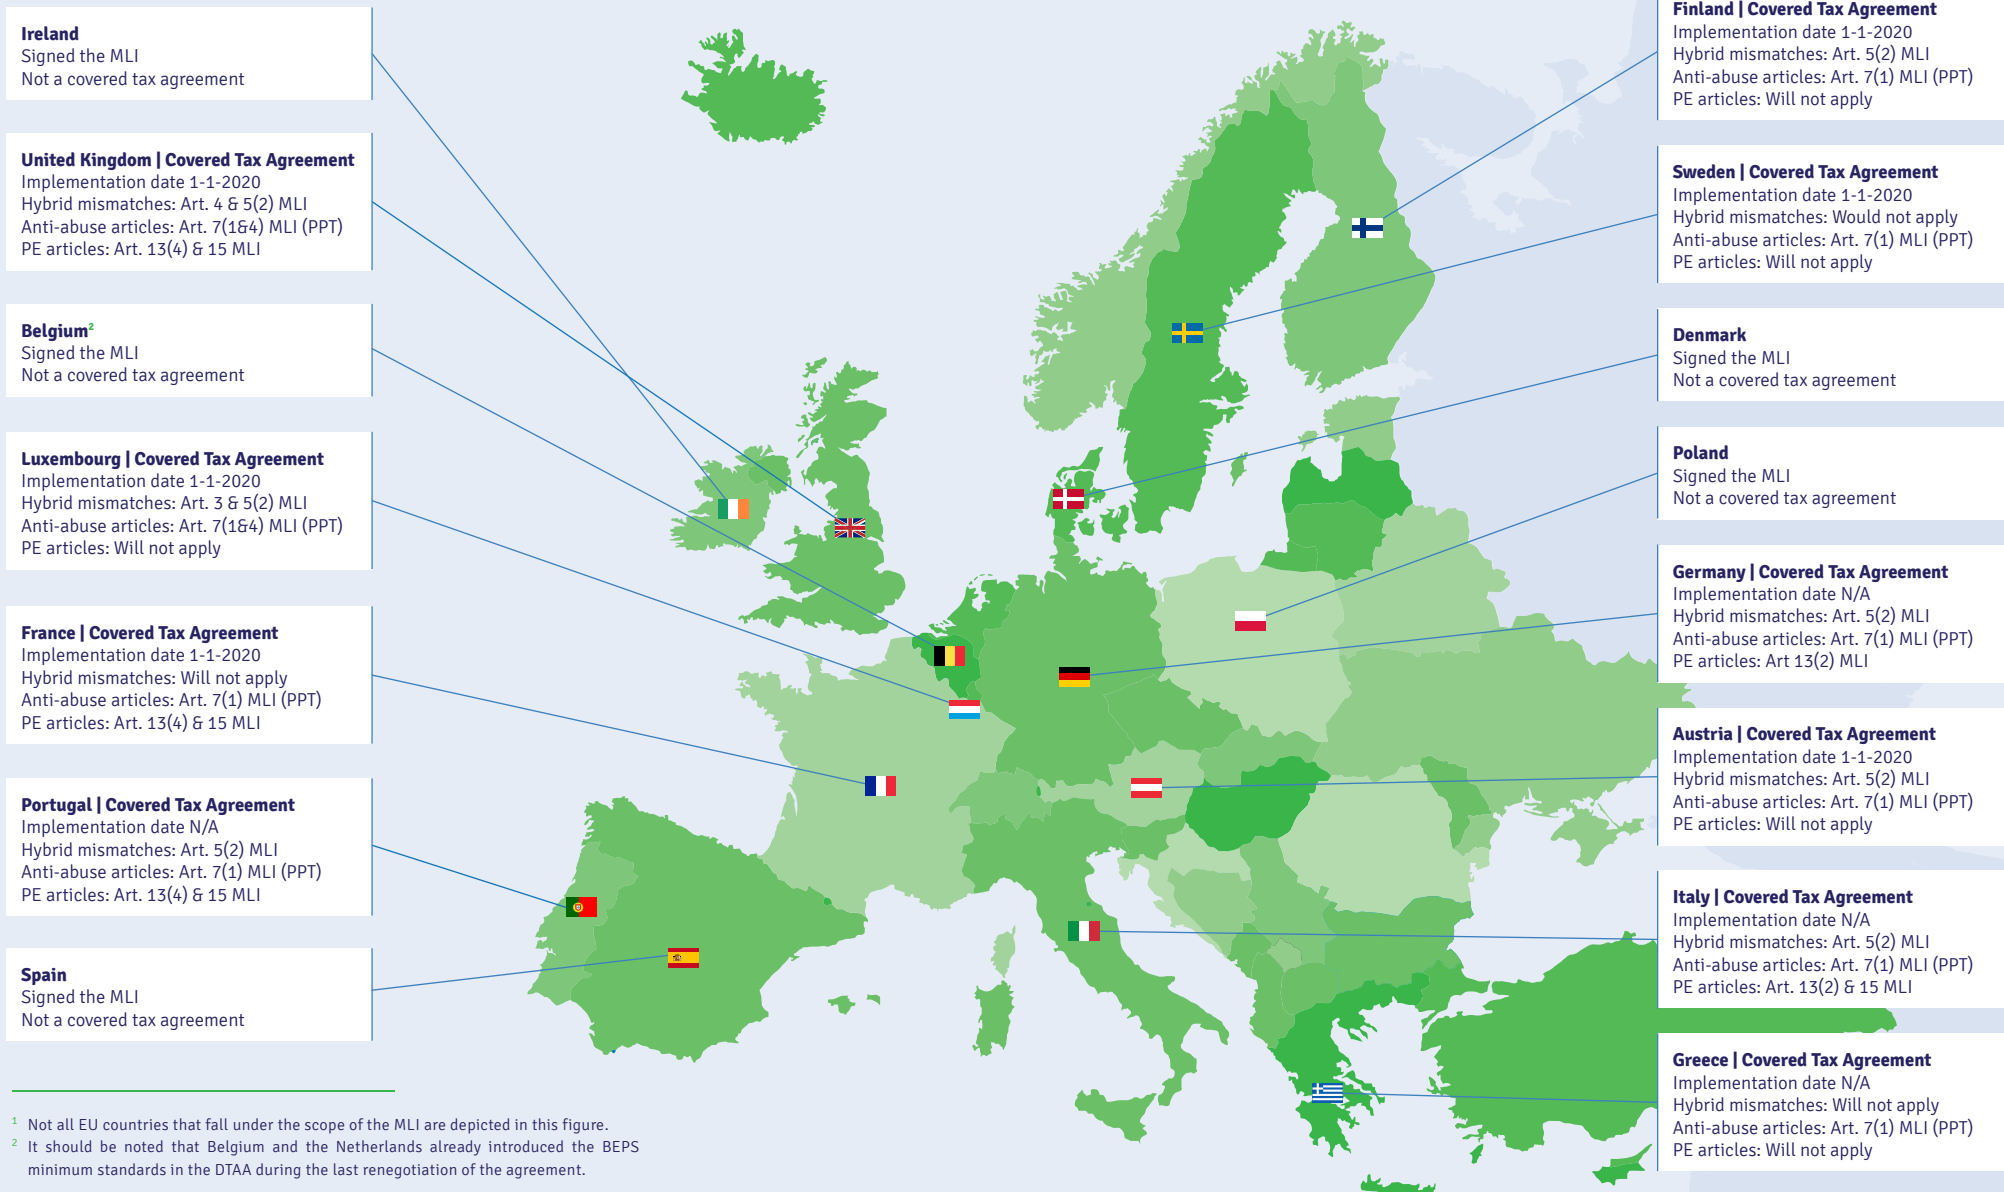 Ireland
Signed the MLI
Not a covered tax agreement
United Kingdom | Covered Tax Agreement
Implementation date 1-1-2020
Hybrid mismatches: Art. 4 & 5(2) MLI
Anti-abuse articles: Art. 7(1&4) MLI (PPT)
PE articles: Art. 13(4) & 15 MLI
Belgium²
Signed the MLI
Not a covered tax agreement
Luxembourg | Covered Tax Agreement
Implementation date 1-1-2020
Hybrid mismatches: Art. 3 & 5(2) MLI
Anti-abuse articles: Art. 7(1&4) MLI (PPT)
PE articles: Will not apply
France | Covered Tax Agreement
Implementation date 1-1-2020
Hybrid mismatches: Will not apply
Anti-abuse articles: Art. 7(1) MLI (PPT)
PE articles: Art. 13(4) & 15 MLI
Portugal | Covered Tax Agreement
Implementation date N/A
Hybrid mismatches: Art. 5(2) MLI
Anti-abuse articles: Art. 7(1) MLI (PPT)
PE articles: Art. 13(4) & 15 MLI
Spain
Signed the MLI
Not a covered tax agreement
¹ Not all EU countries that fall under the scope of the MLI are depicted in this figure.
² It should be noted that Belgium and the Netherlands already introduced the BEPS
minimum standards in the DTAA during the last renegotiation of the agreement.
Finland | Covered Tax Agreement
Implementation date 1-1-2020
Hybrid mismatches: Art. 5(2) MLI
Anti-abuse articles: Art. 7(1) MLI (PPT)
PE articles: Will not apply
Sweden | Covered Tax Agreement
Implementation date 1-1-2020
Hybrid mismatches: Would not apply
Anti-abuse articles: Art. 7(1) MLI (PPT)
PE articles: Will not apply
Denmark
Signed the MLI
Not a covered tax agreement
Poland
Signed the MLI
Not a covered tax agreement
Germany | Covered Tax Agreement
Implementation date N/A
Hybrid mismatches: Art. 5(2) MLI
Anti-abuse articles: Art. 7(1) MLI (PPT)
PE articles: Art 13(2) MLI
Austria | Covered Tax Agreement
Implementation date 1-1-2020
Hybrid mismatches: Art. 5(2) MLI
Anti-abuse articles: Art. 7(1) MLI (PPT)
PE articles: Will not apply
Italy | Covered Tax Agreement
Implementation date N/A
Hybrid mismatches: Art. 5(2) MLI
Anti-abuse articles: Art. 7(1) MLI (PPT)
PE articles: Art. 13(2) & 15 MLI
Greece | Covered Tax Agreement
Implementation date N/A
Hybrid mismatches: Will not apply
Anti-abuse articles: Art. 7(1) MLI (PPT)
PE articles: Will not apply